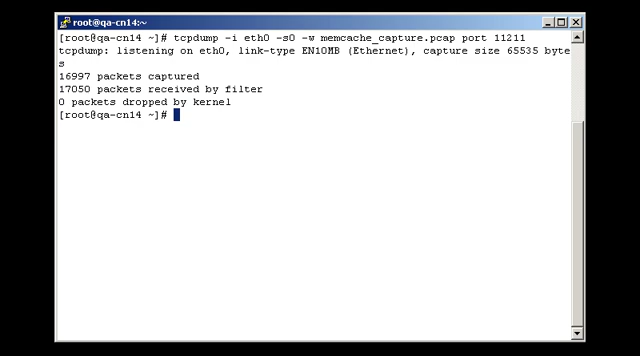 root@qa-cn14:~
[root@qa-cn14 ~]# tcpdump -i eth0 -s0 -w memcache_capture.pcap port 11211
tcpdump: listening on eth0, link-type EN10MB (Ethernet), capture size 65535 byte
s
16997 packets captured
17050 packets received by filter
0 packets dropped by kernel
[root@qa-cn14 ~]#